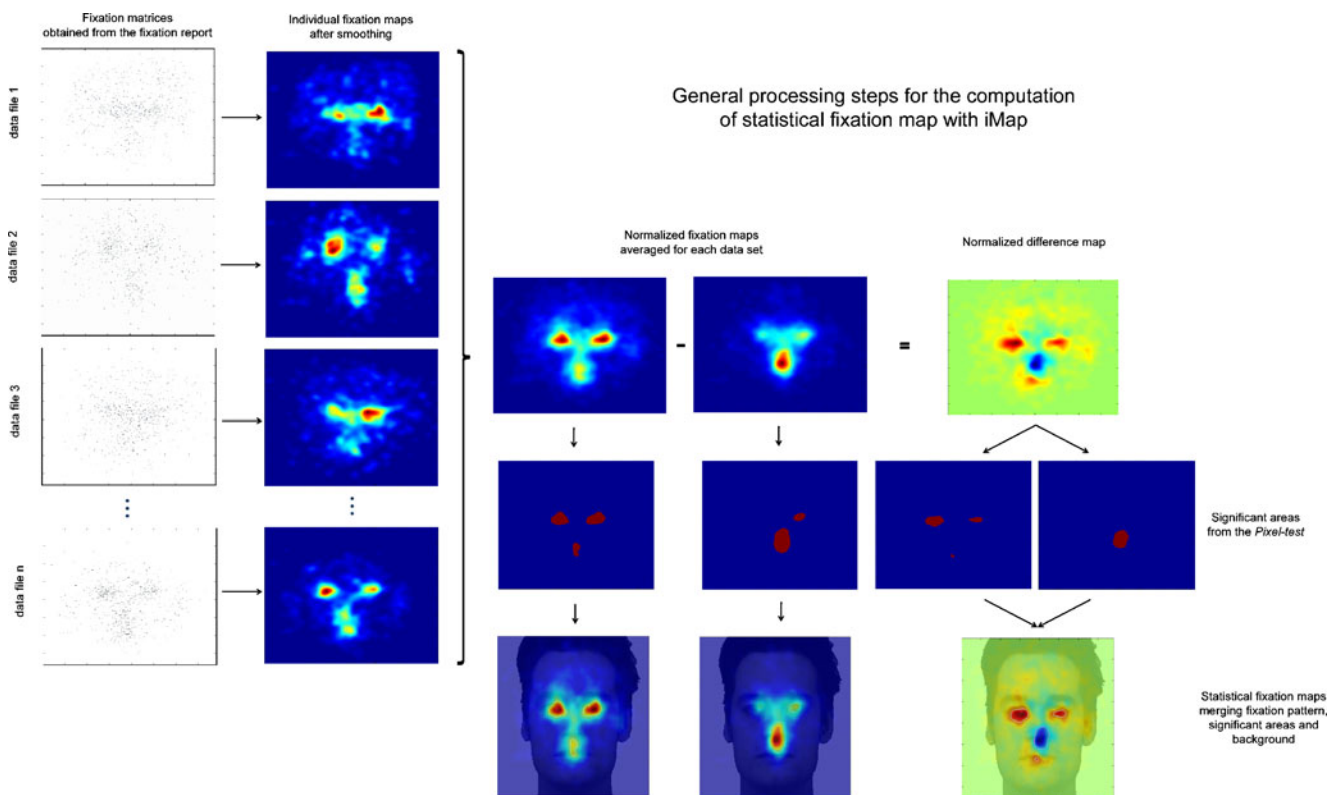 Fixation matrices
obtained from the fixation report
Individual fixation maps
after smoothing
General processing steps for the computation
of statistical fixation map with iMap
data file 1
data file 2
data file 3
data file n
Normalized fixation maps
averaged for each data set
Normalized difference map
-
=
Significant areas
from the Pixel-test
Statistical fixation maps
merging fixation pattern,
significant areas and
background